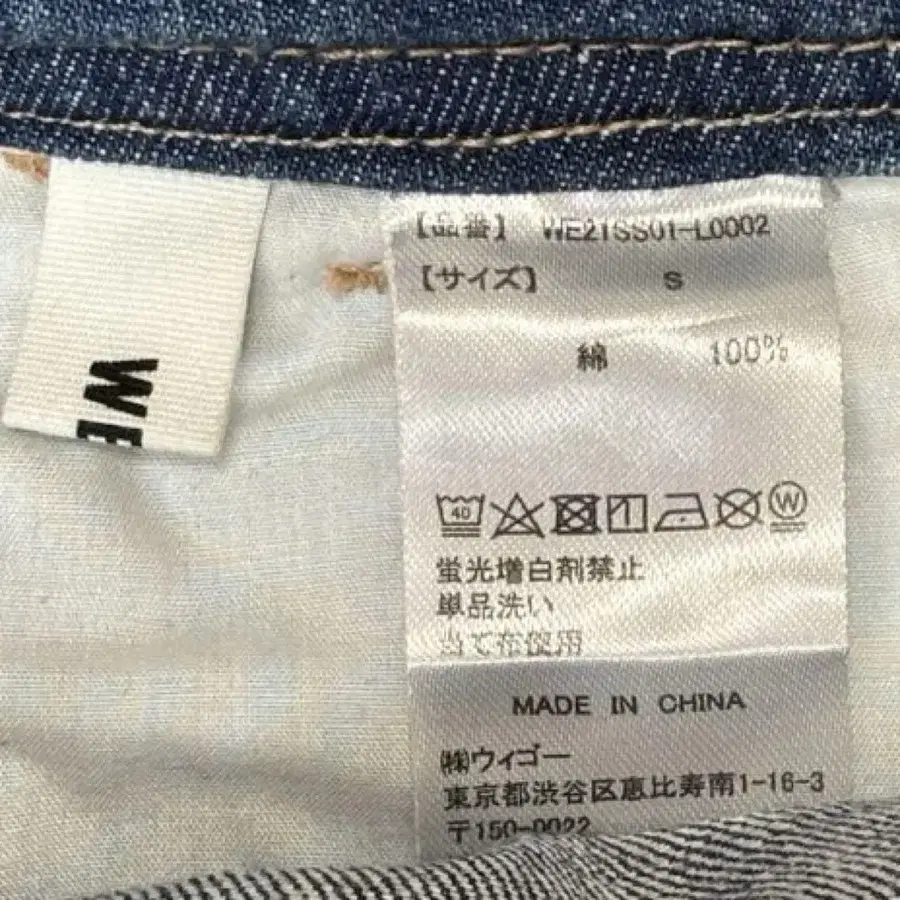 WE
【品番】 WE21SS01-L0002
【サイズ】 S
綿 100%
40
W
蛍光増白剤禁止
単品洗い
当て布使用
MADE IN CHINA
㈱ウィゴー
東京都渋谷区恵比寿南1-16-3
〒150-0022